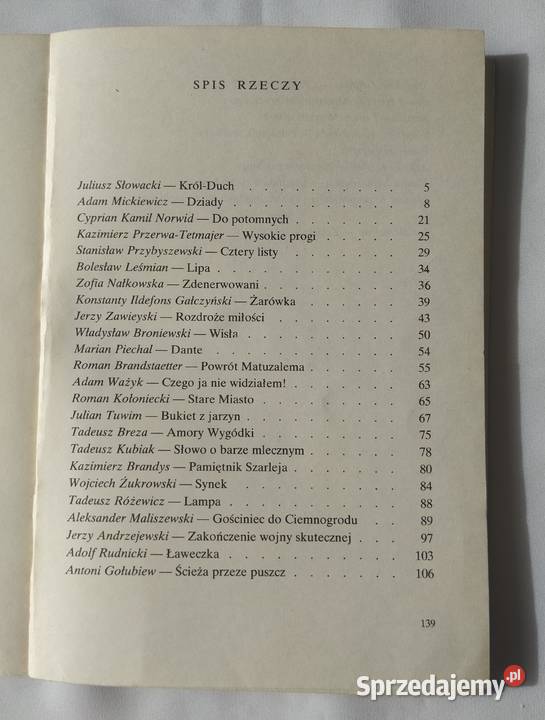 SPIS RZECZY
Juliusz Słowacki — Król-Duch . . . . . . . . . . 5
Adam Mickiewicz — Dziady . . . . . . . . . . 8
Cyprian Kamil Norwid — Do potomnych . . . . . . . 21
Kazimierz Przerwa-Tetmajer — Wysokie progi . . . . . . 25
Stanisław Przybyszewski — Cztery listy . . . . . . . 29
Bolesław Leśmian — Lipa . . . . . . . . . . 34
Zofia Nałkowska — Zdenerwowani . . . . . . . . 36
Konstanty Ildefons Gałczyński — Żarówka . . . . . . 39
Jerzy Zawieyski — Rozdroże miłości . . . . . . . 43
Władysław Broniewski — Wisła . . . . . . . . . 50
Marian Piechal — Dante . . . . . . . . . . 54
Roman Brandstaetter — Powrót Matuzalema . . . . . . 55
Adam Ważyk — Czego ja nie widziałem! . . . . . . . 63
Roman Kołoniecki — Stare Miasto . . . . . . . . 65
Julian Tuwim — Bukiet z jarzyn . . . . . . . . 67
Tadeusz Breza — Amory Wygódki . . . . . . . . 75
Tadeusz Kubiak — Słowo o barze mlecznym . . . . . . 78
Kazimierz Brandys — Pamiętnik Szarleja . . . . . . . 80
Wojciech Żukrowski — Synek . . . . . . . . . 84
Tadeusz Różewicz — Lampa . . . . . . . . . 88
Aleksander Maliszewski — Gościniec do Ciemnogrodu . . 89
Jerzy Andrzejewski — Zakończenie wojny skutecznej . . . 97
Adolf Rudnicki — Ławeczka . . . . . . . . . 103
Antoni Gołubiew — Ścieża przeze puszcz . . . . . . 106
139
Sprzedajemy.pl